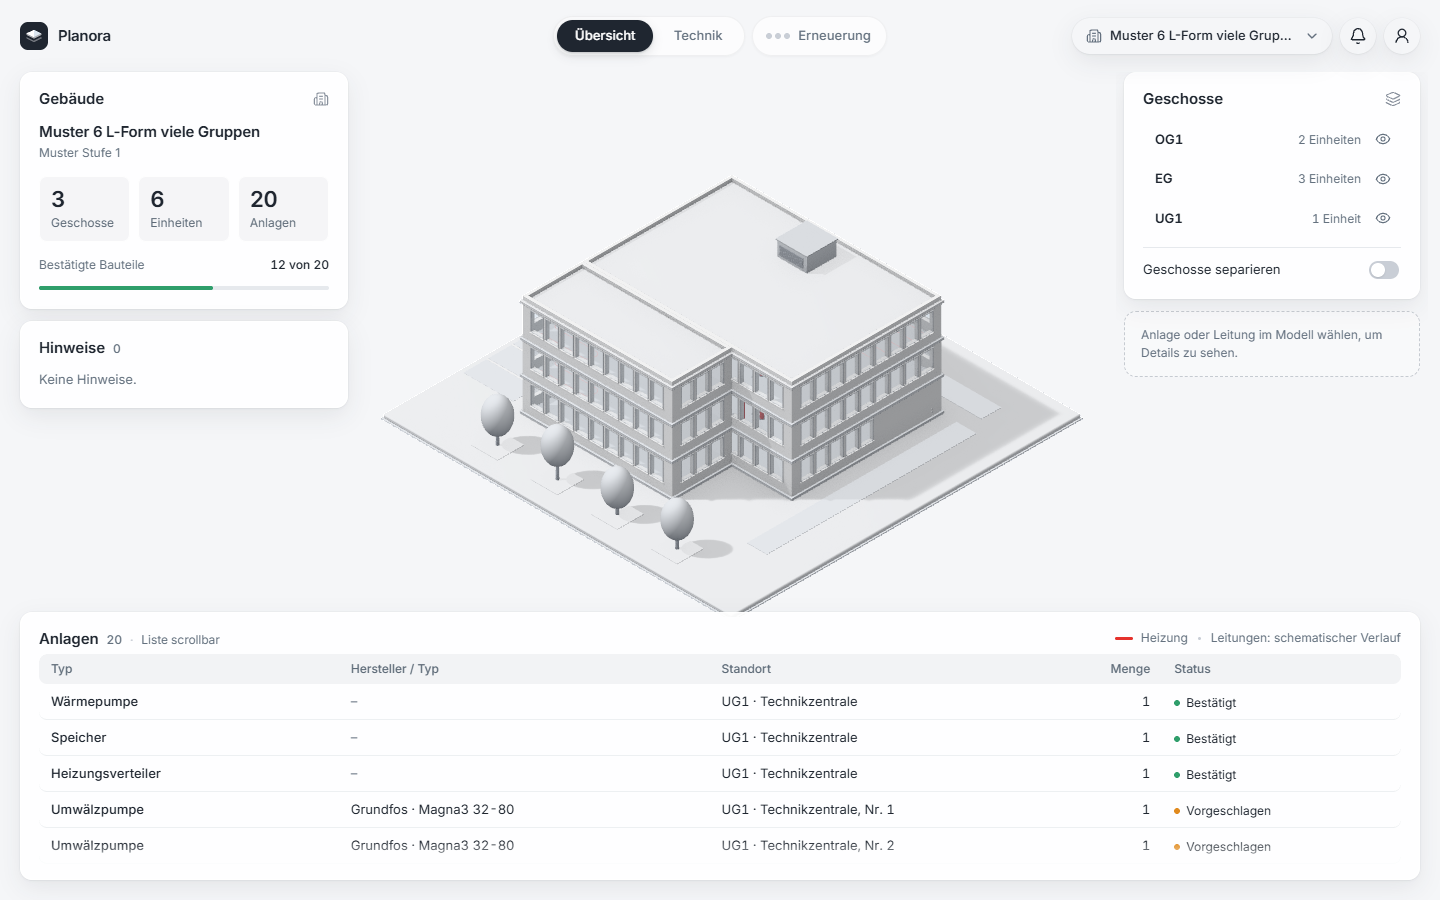 Planora
Übersicht
Technik
Erneuerung
Muster 6 L-Form viele Grup...
Gebäude
Muster 6 L-Form viele Gruppen
Muster Stufe 1
3 Geschosse
6 Einheiten
20 Anlagen
Bestätigte Bauteile 12 von 20
Hinweise 0
Keine Hinweise.
Geschosse
OG1 2 Einheiten
EG 3 Einheiten
UG1 1 Einheit
Geschosse separieren
Anlage oder Leitung im Modell wählen, um
Details zu sehen.
Anlagen 20 · Liste scrollbar
Heizung · Leitungen: schematischer Verlauf
Typ Hersteller / Typ Standort Menge Status
Wärmepumpe – UG1 · Technikzentrale 1 Bestätigt
Speicher – UG1 · Technikzentrale 1 Bestätigt
Heizungsverteiler – UG1 · Technikzentrale 1 Bestätigt
Umwälzpumpe Grundfos · Magna3 32-80 UG1 · Technikzentrale, Nr. 1 1 Vorgeschlagen
Umwälzpumpe Grundfos · Magna3 32-80 UG1 · Technikzentrale, Nr. 2 1 Vorgeschlagen